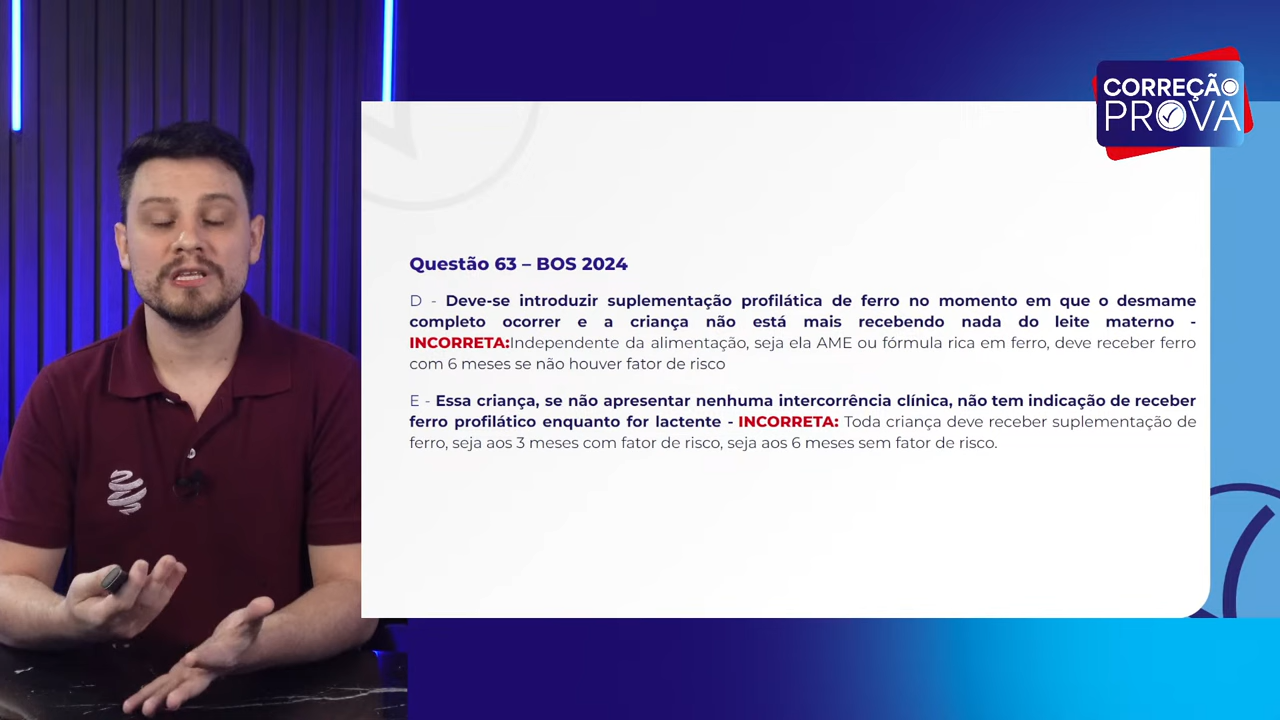 CORREÇÃO
PROVA
Questão 63 – BOS 2024
D - Deve-se introduzir suplementação profilática de ferro no momento em que o desmame
completo ocorrer e a criança não está mais recebendo nada do leite materno -
INCORRETA:Independente da alimentação, seja ela AME ou fórmula rica em ferro, deve receber ferro
com 6 meses se não houver fator de risco
E - Essa criança, se não apresentar nenhuma intercorrência clínica, não tem indicação de receber
ferro profilático enquanto for lactente - INCORRETA: Toda criança deve receber suplementação de
ferro, seja aos 3 meses com fator de risco, seja aos 6 meses sem fator de risco.